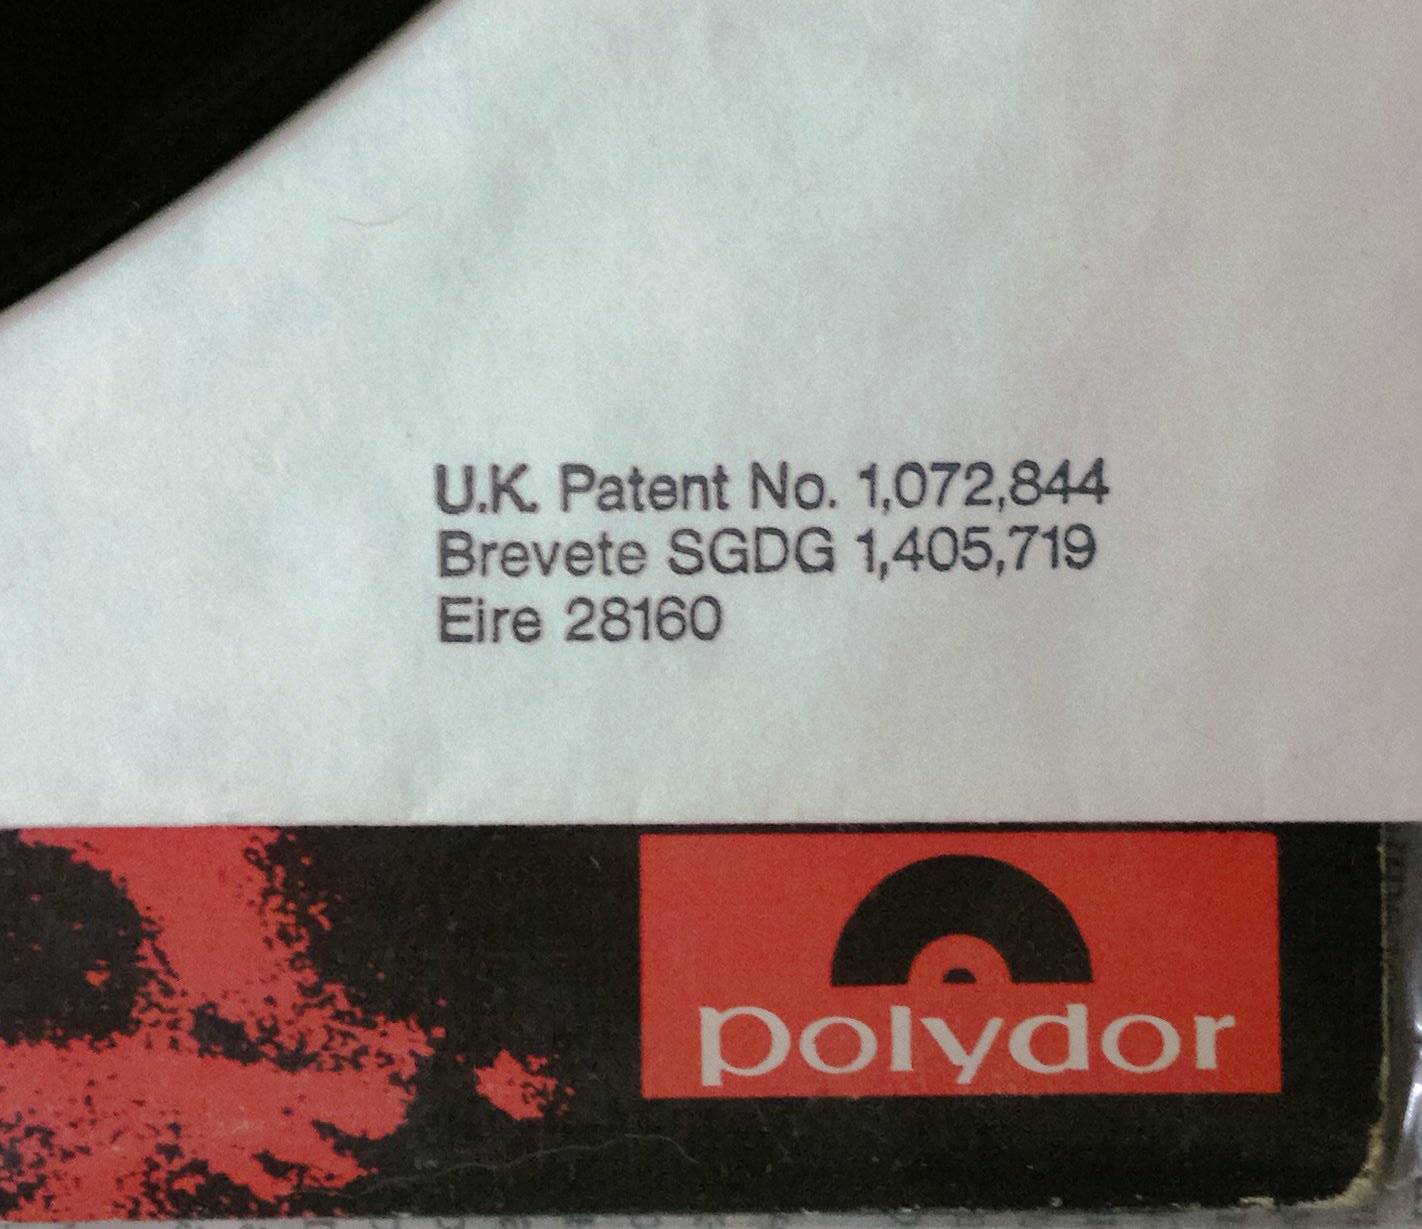 U.K. Patent No. 1,072,844
Brevete SGDG 1,405,719
Eire 28160
polydor